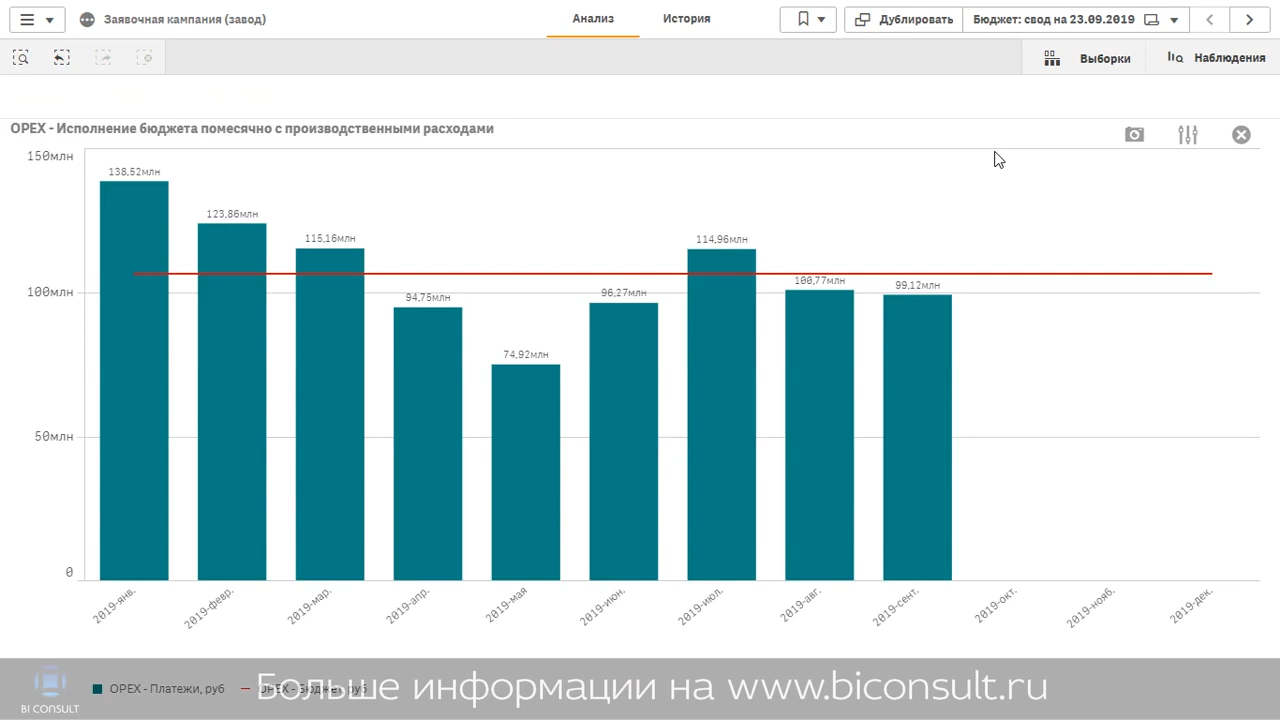 Заявочная кампания (завод)
Анализ
История
Дублировать
Бюджет: свод на 23.09.2019
Выборки
Наблюдения
OPEX - Исполнение бюджета помесячно с производственными расходами
150млн
100млн
50млн
0
138,52млн
123,86млн
115,16млн
94,75млн
74,92млн
96,27млн
114,96млн
100,77млн
99,12млн
2019-янв.
2019-февр.
2019-мар.
2019-апр.
2019-мая
2019-июн.
2019-июл.
2019-авг.
2019-сент.
2019-окт.
2019-нояб.
2019-дек.
OPEX - Платежи, руб
OPEX - Бюджет, руб
Больше информации на www.biconsult.ru
BI CONSULT